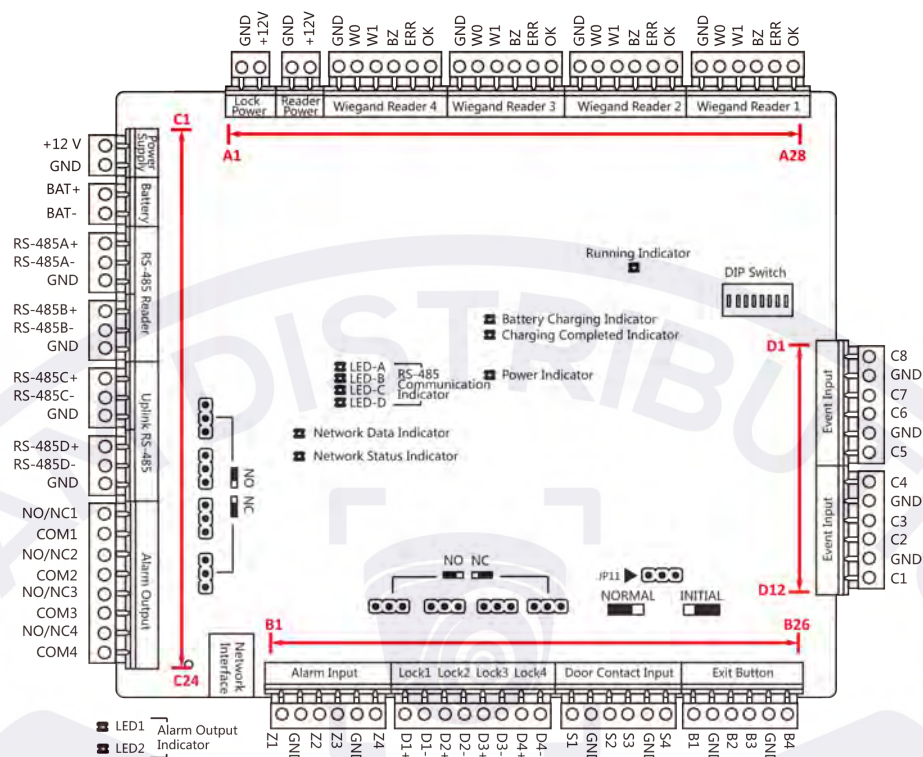 GND
+12V
GND
+12V
GND
W0
W1
BZ
ERR
OK
GND
W0
W1
BZ
ERR
OK
GND
W0
W1
BZ
ERR
OK
GND
W0
W1
BZ
ERR
OK
Lock
Power
Reader
Power
Wiegand Reader 4
Wiegand Reader 3
Wiegand Reader 2
Wiegand Reader 1
C1
A1
A28
+12 V
GND
Power
Supply
BAT+
BAT-
Battery
RS-485A+
RS-485A-
GND
RS-485B+
RS-485B-
GND
RS-485 Reader
RS-485C+
RS-485C-
GND
RS-485D+
RS-485D-
GND
Uplink RS-485
NO/NC1
COM1
NO/NC2
COM2
NO/NC3
COM3
NO/NC4
COM4
Alarm Output
C24
Running Indicator
DIP Switch
Battery Charging Indicator
Charging Completed Indicator
LED-A
LED-B
LED-C
LED-D
RS-485
Communication
Indicator
Power Indicator
Network Data Indicator
Network Status Indicator
NO
NC
D1
Event Input
C8
GND
C7
C6
GND
C5
Event Input
C4
GND
C3
C2
GND
C1
D12
NO NC
JP11
NORMAL
INITIAL
B1
B26
Network
Interface
Alarm Input
Lock1 Lock2 Lock3 Lock4
Door Contact Input
Exit Button
Z1
GND
Z2
Z3
GND
Z4
D1+
D1-
D2+
D2-
D3+
D3-
D4+
D4-
S1
GND
S2
S3
GND
S4
B1
GND
B2
B3
GND
B4
LED1
LED2
Alarm Output
Indicator
DISTRIBU